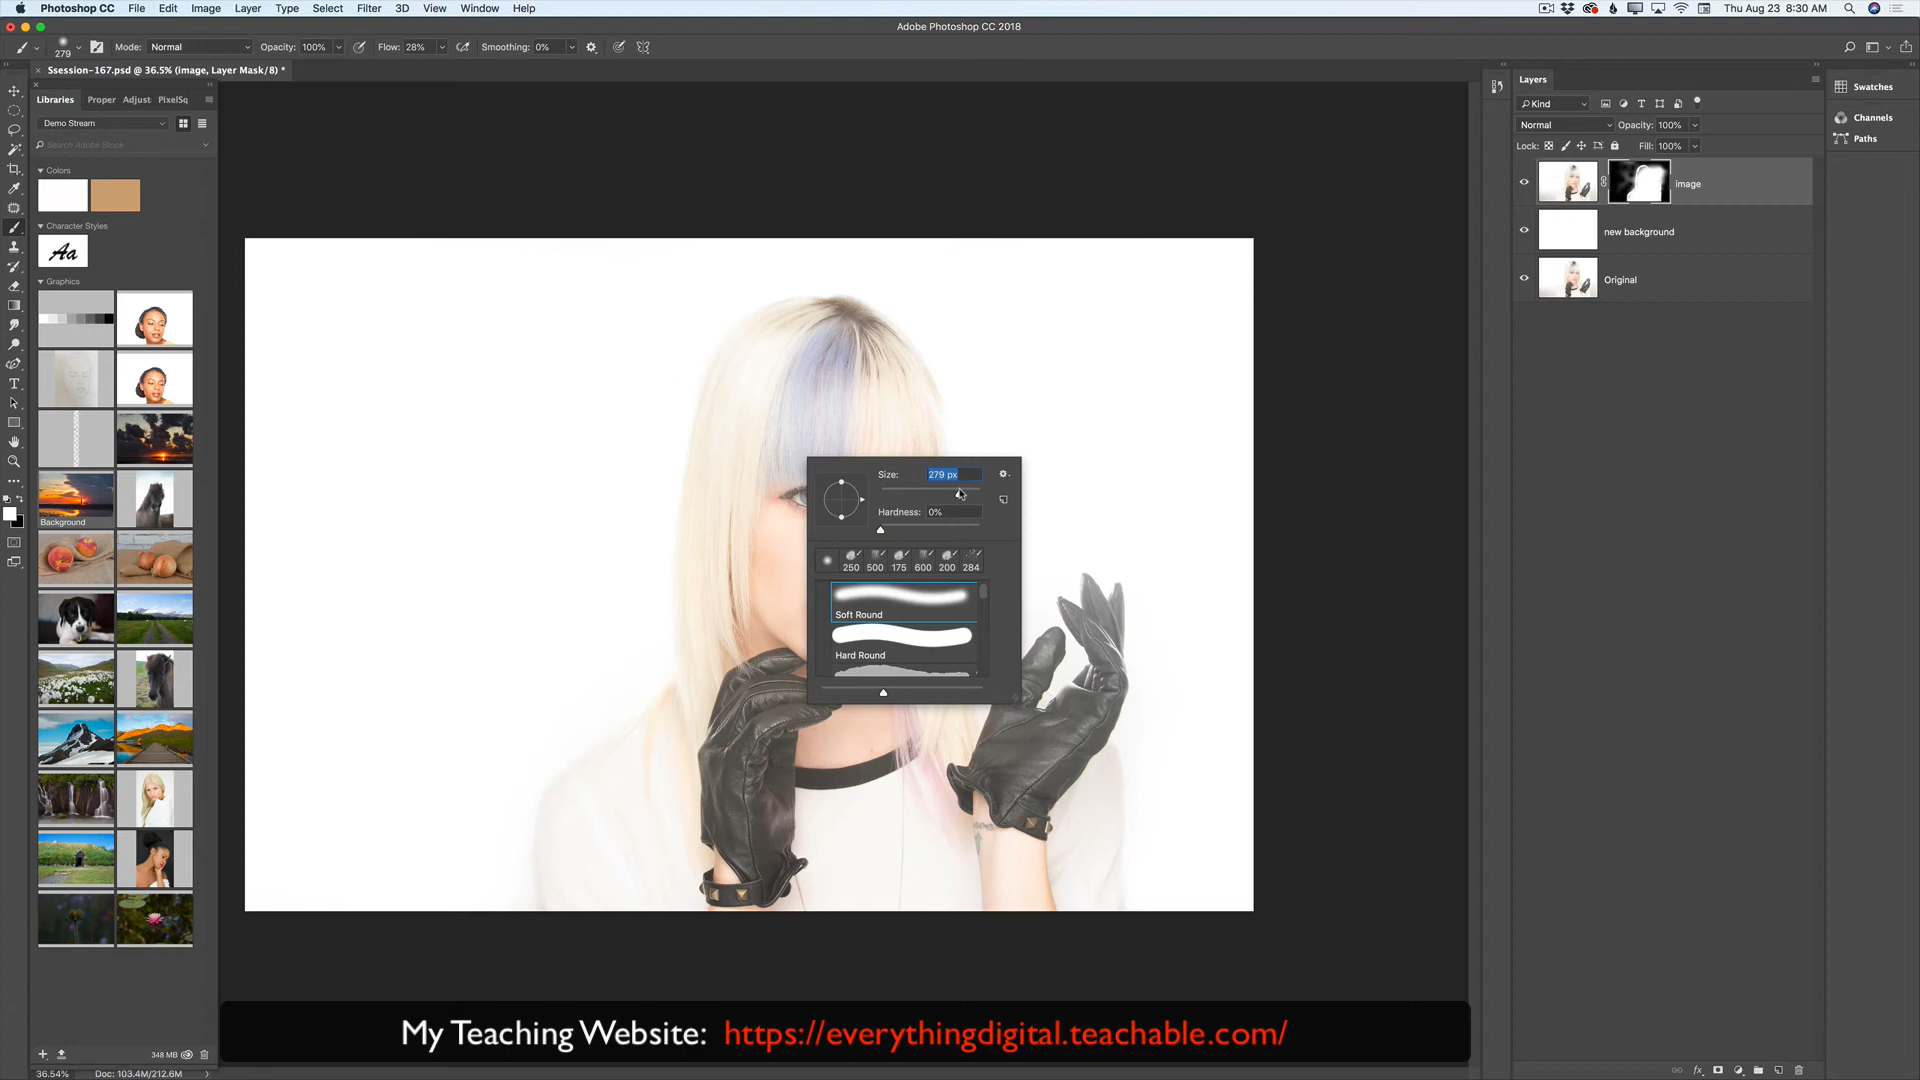 Photoshop CC File Edit Image Layer Type Select Filter 3D View Window Help Thu Aug 23 8:30 AM
Adobe Photoshop CC 2018
279 Mode: Normal Opacity: 100% Flow: 28% Smoothing: 0%
Ssession-167.psd @ 36.5% (image, Layer Mask/8) *
Libraries Proper Adjust PixelSq
Demo Stream
Search Adobe Stock
Colors
Character Styles
Aa
Graphics
Background
348 MB
36.54% Doc: 103.4M/212.6M
Size: 279 px
Hardness: 0%
250 500 175 600 200 284
Soft Round
Hard Round
Layers
Kind
Normal Opacity: 100%
Lock: Fill: 100%
image
new background
Original
Swatches
Channels
Paths
My Teaching Website: https://everythingdigital.teachable.com/